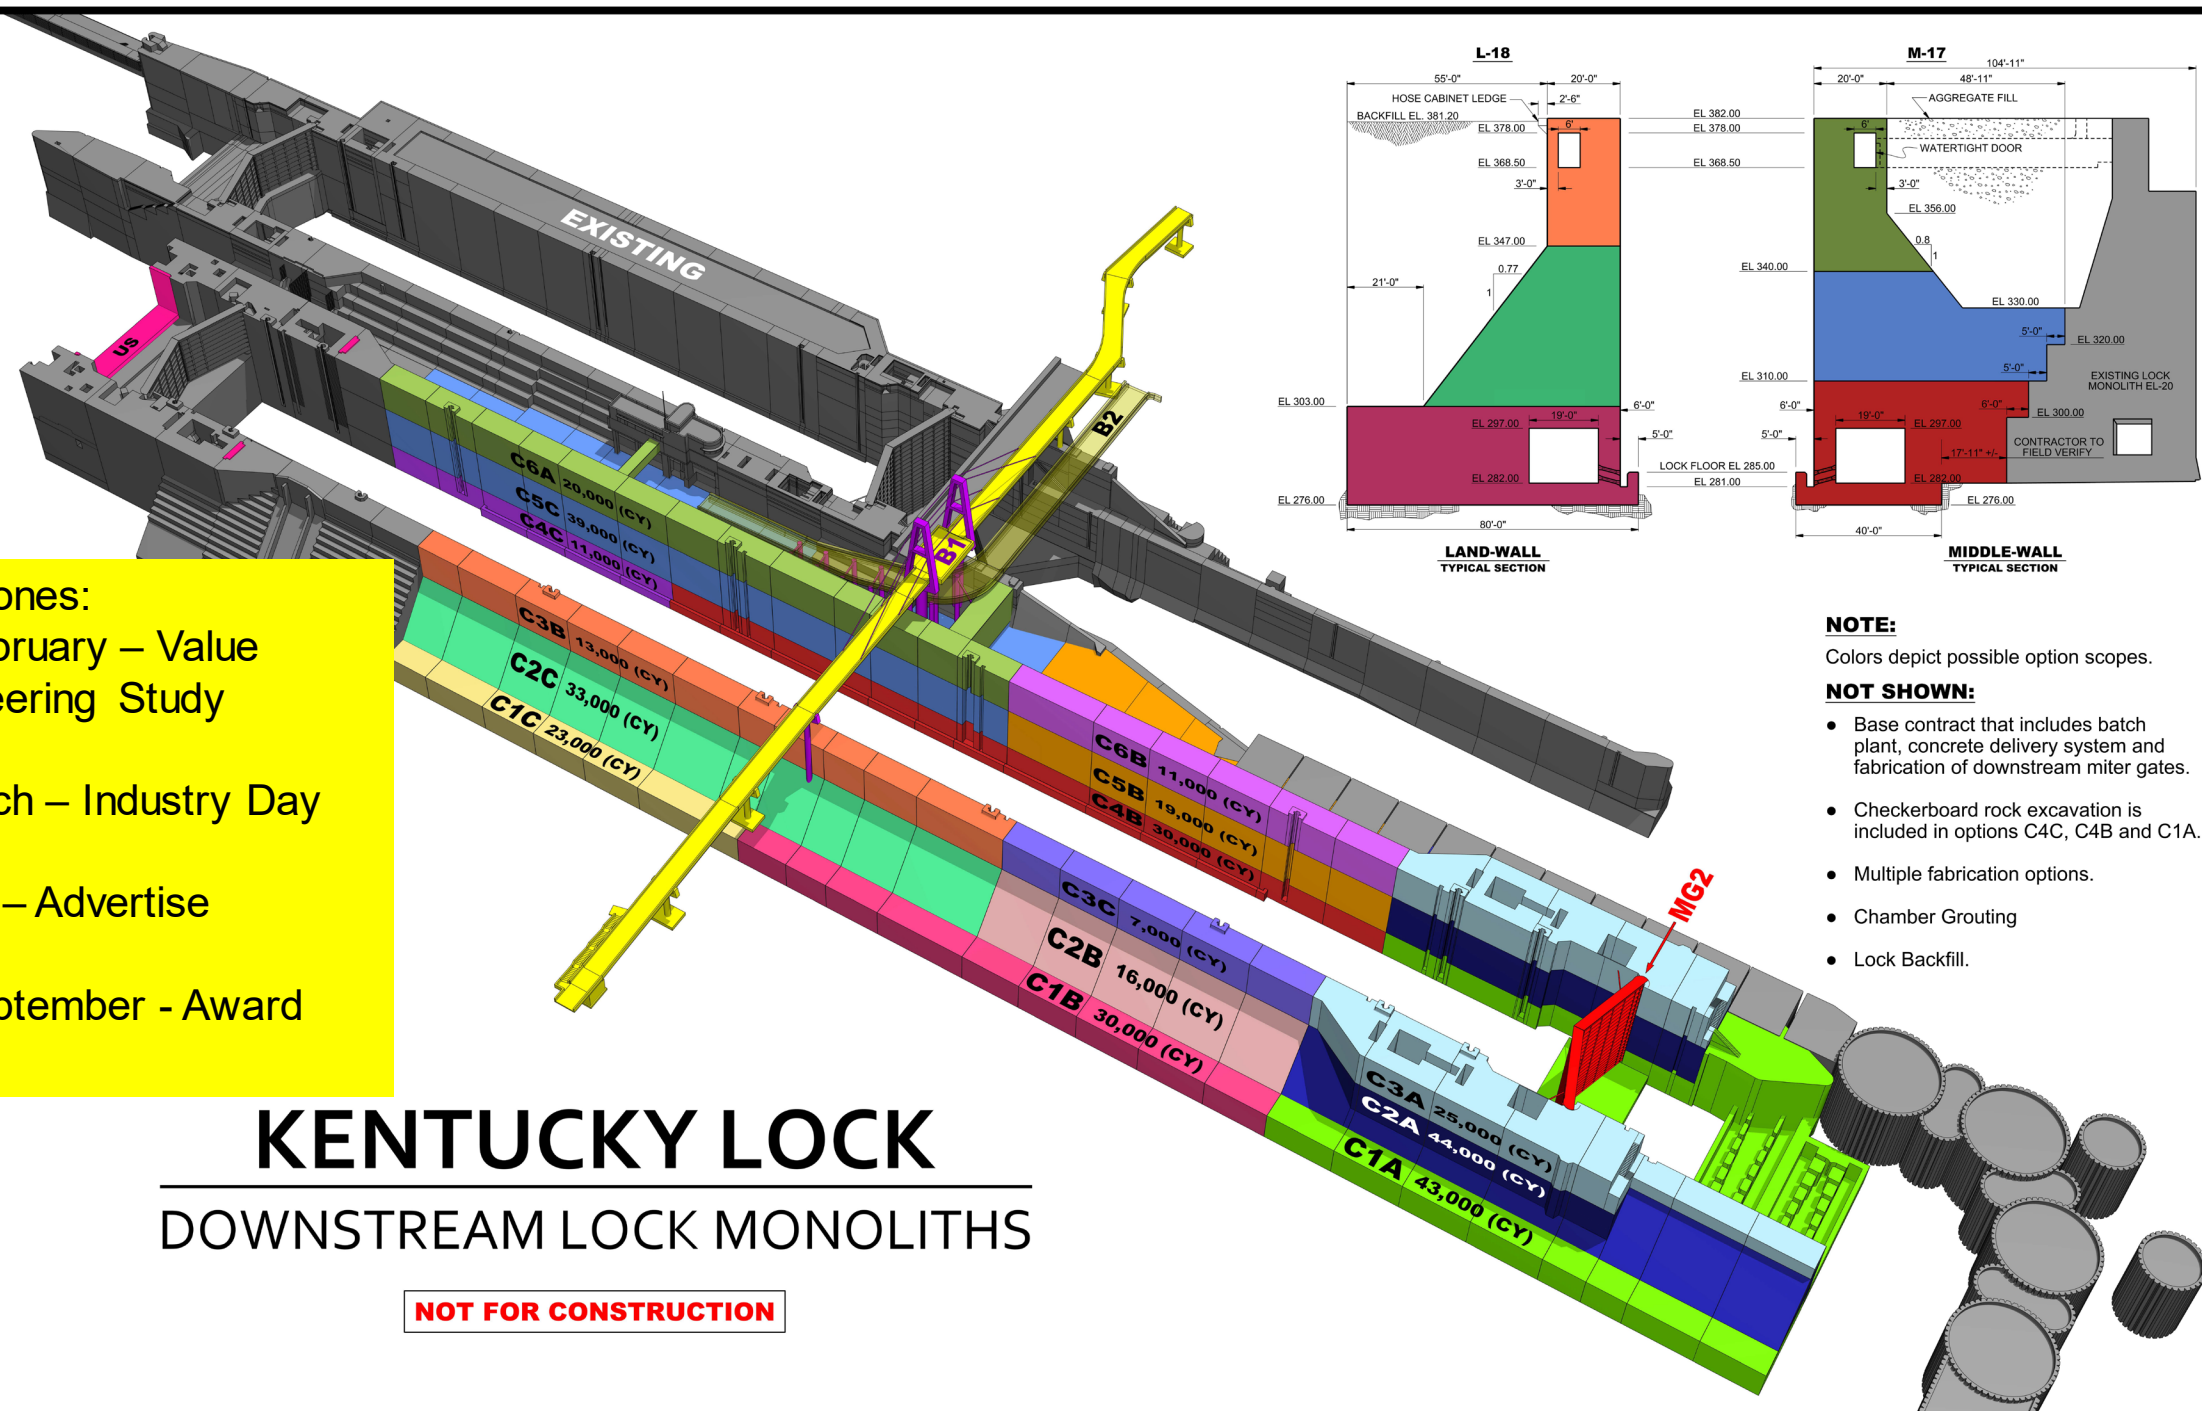 L-18
55'-0"
20'-0"
HOSE CABINET LEDGE
2'-6"
BACKFILL EL. 381.20
EL 378.00
6'
EL 368.50
3'-0"
EL 347.00
0.77
1
21'-0"
EL 303.00
EL 297.00
19'-0"
6'-0"
5'-0"
EL 282.00
EL 276.00
80'-0"
LAND-WALL
TYPICAL SECTION
EL 382.00
EL 378.00
EL 368.50
LOCK FLOOR EL 285.00
EL 281.00
M-17
104'-11"
20'-0"
48'-11"
AGGREGATE FILL
6'
WATERTIGHT DOOR
3'-0"
EL 356.00
0.8
1
EL 340.00
EL 330.00
5'-0"
EL 320.00
5'-0"
EL 310.00
EXISTING LOCK
MONOLITH EL-20
6'-0"
6'-0"
EL 300.00
19'-0"
EL 297.00
5'-0"
CONTRACTOR TO
FIELD VERIFY
17'-11" +/-
EL 282.00
EL 276.00
40'-0"
MIDDLE-WALL
TYPICAL SECTION
EXISTING
US
B2
B1
C6A 20,000 (CY)
C5C 39,000 (CY)
C4C 11,000 (CY)
C3B 13,000 (CY)
C2C 33,000 (CY)
C1C 23,000 (CY)
C6B 11,000 (CY)
C5B 19,000 (CY)
C4B 30,000 (CY)
C3C 7,000 (CY)
C2B 16,000 (CY)
C1B 30,000 (CY)
MG2
C3A 25,000 (CY)
C2A 44,000 (CY)
C1A 43,000 (CY)
ones:
bruary – Value
eering Study
ch – Industry Day
– Advertise
ptember - Award
NOTE:
Colors depict possible option scopes.
NOT SHOWN:
● Base contract that includes batch
plant, concrete delivery system and
fabrication of downstream miter gates.
● Checkerboard rock excavation is
included in options C4C, C4B and C1A.
● Multiple fabrication options.
● Chamber Grouting
● Lock Backfill.
KENTUCKY LOCK
DOWNSTREAM LOCK MONOLITHS
NOT FOR CONSTRUCTION